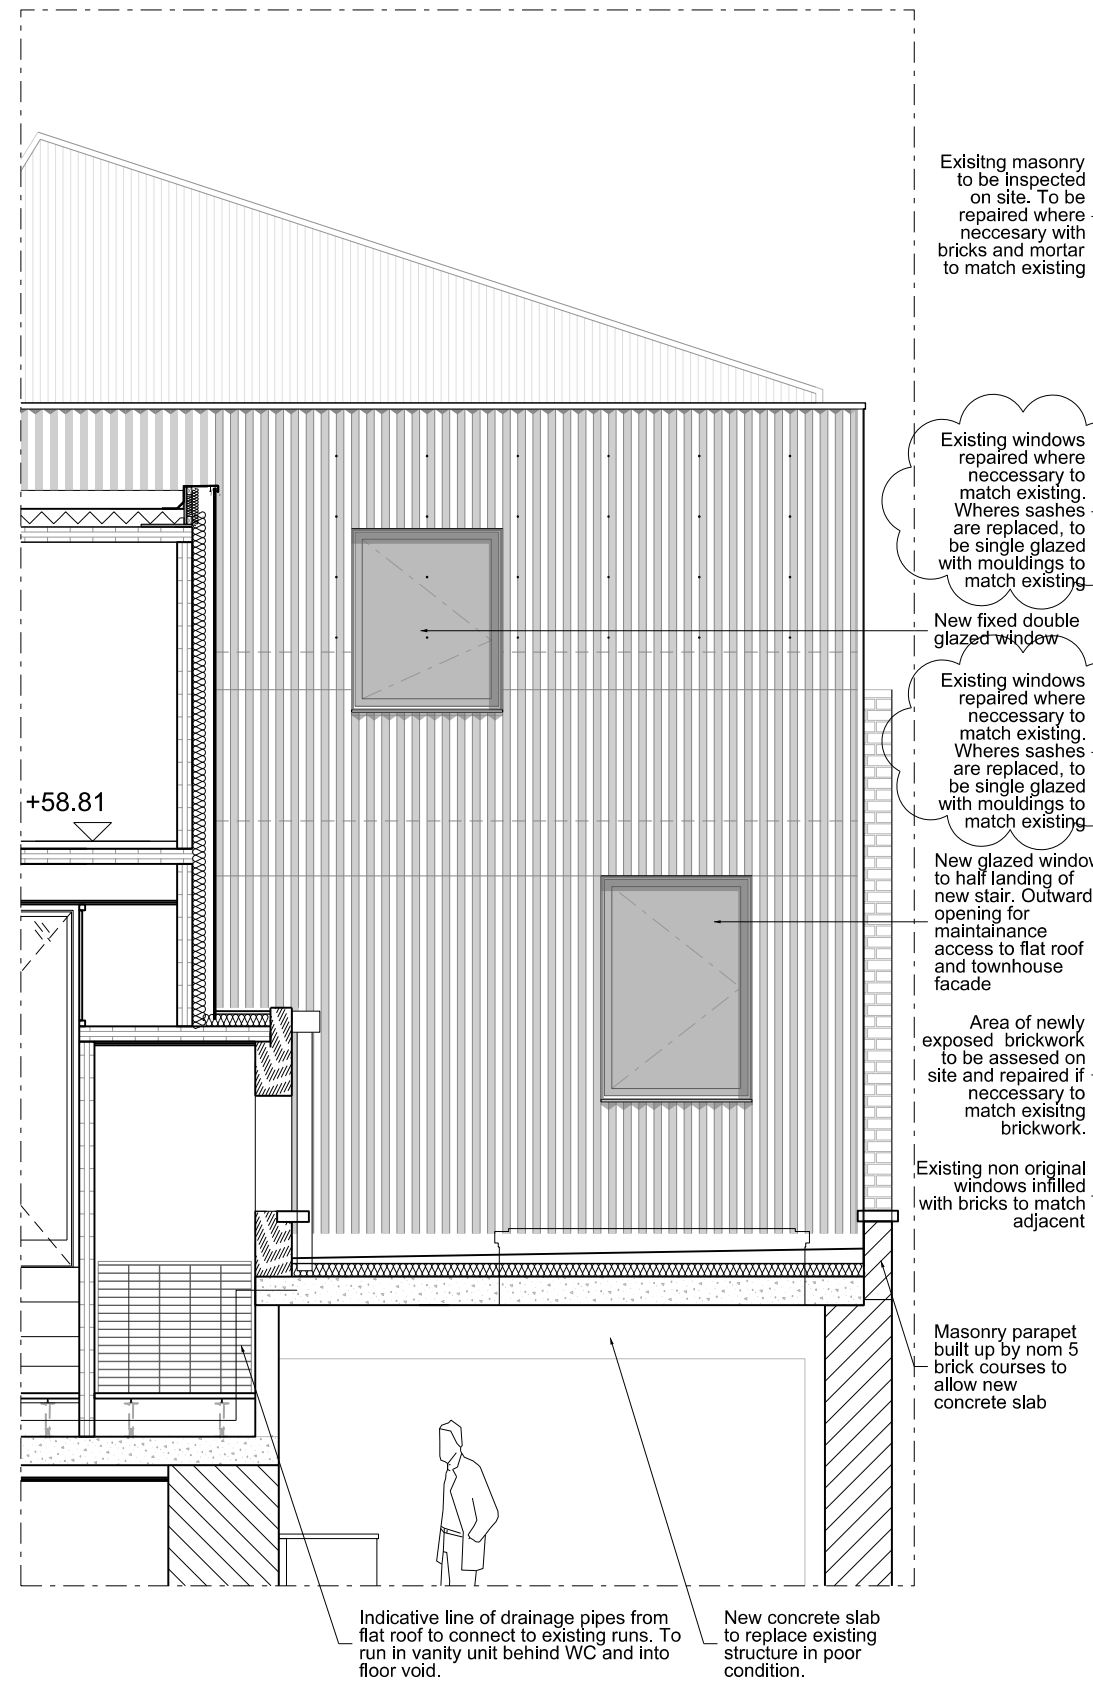 Exisitng masonry
to be inspected
on site. To be
repaired where
neccesary with
bricks and mortar
to match existing
Existing windows
repaired where
neccessary to
match existing.
Wheres sashes
are replaced, to
be single glazed
with mouldings to
match existing
New fixed double
glazed window
Existing windows
repaired where
neccessary to
match existing.
Wheres sashes
are replaced, to
be single glazed
with mouldings to
match existing
+58.81
New glazed window
to half landing of
new stair. Outward
opening for
maintainance
access to flat roof
and townhouse
facade
Area of newly
exposed brickwork
to be assesed on
site and repaired if
neccessary to
match exisitng
brickwork.
Existing non original
windows infilled
with bricks to match
adjacent
Masonry parapet
built up by nom 5
brick courses to
allow new
concrete slab
Indicative line of drainage pipes from
flat roof to connect to existing runs. To
run in vanity unit behind WC and into
floor void.
New concrete slab
to replace existing
structure in poor
condition.